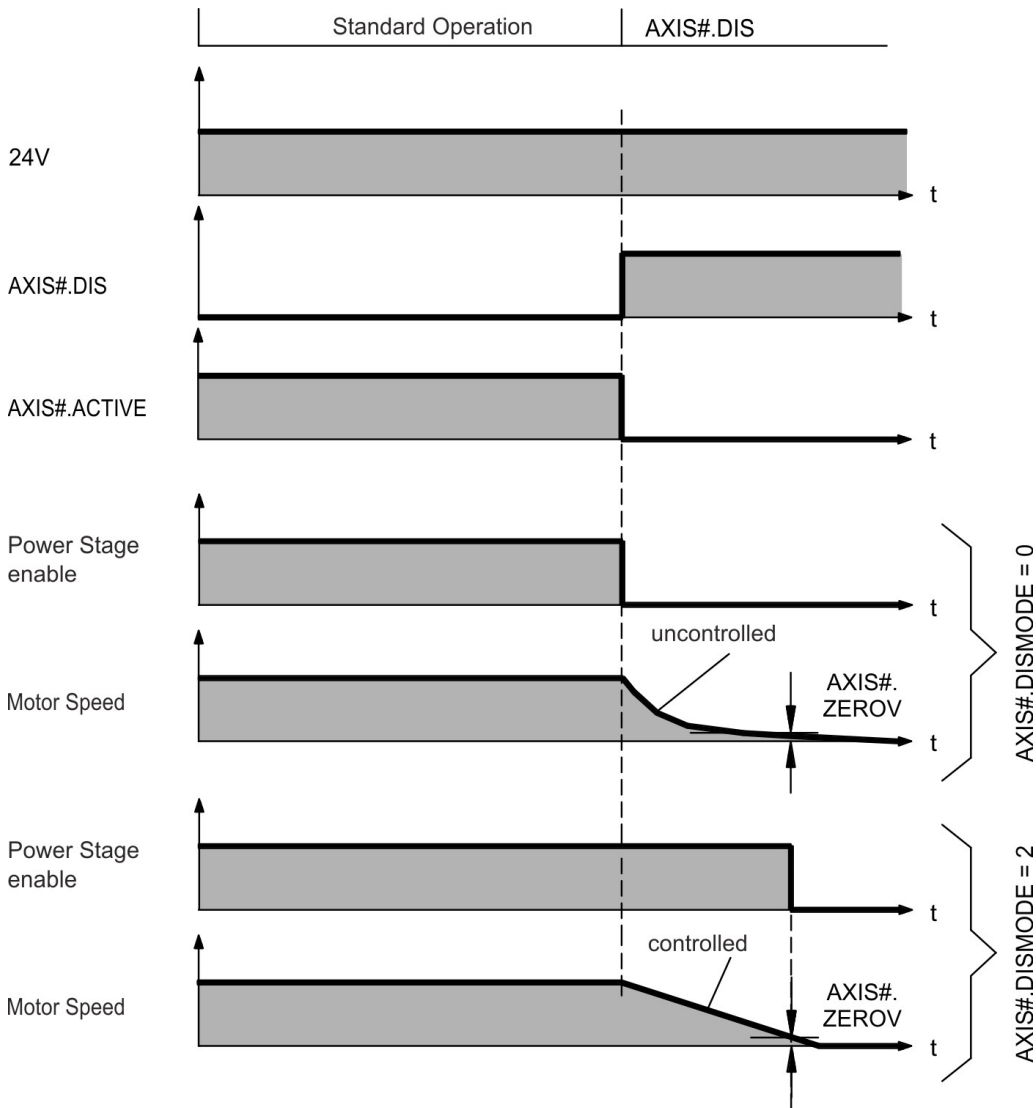 Standard Operation
AXIS#.DIS
24V
t
AXIS#.DIS
t
AXIS#.ACTIVE
t
Power Stage
enable
t
uncontrolled
Motor Speed
AXIS#.
ZEROV
t
AXIS#.DISMODE = 0
Power Stage
enable
t
controlled
Motor Speed
AXIS#.
ZEROV
t
AXIS#.DISMODE = 2